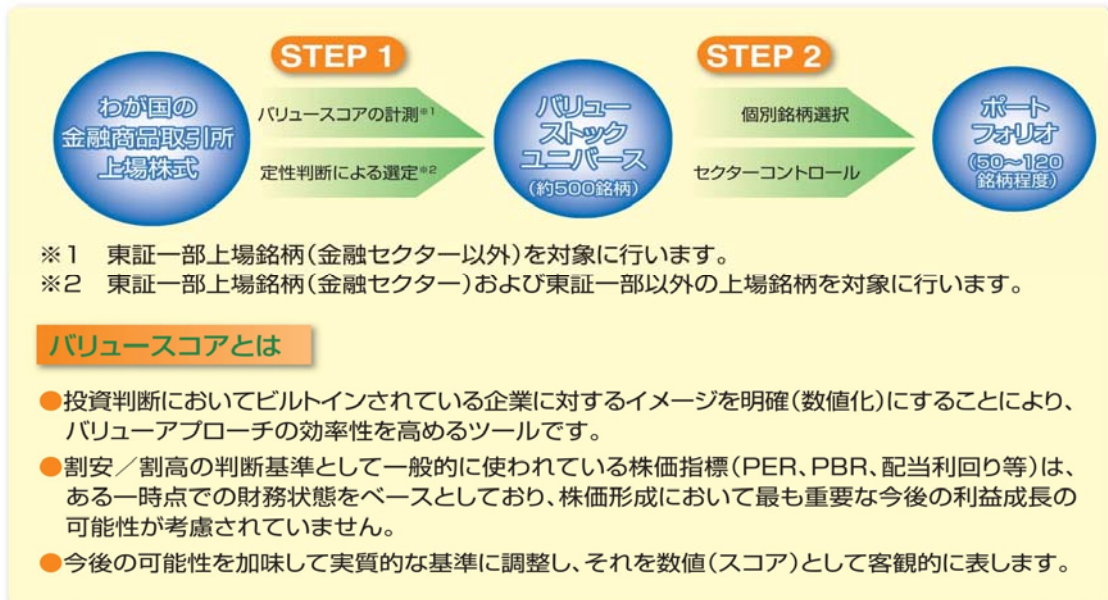 STEP 1
STEP 2
わが国の
金融商品取引所
上場株式
バリュースコアの計測※1
定性判断による選定※2
バリュー
ストック
ユニバース
(約500銘柄)
個別銘柄選択
セクターコントロール
ポート
フォリオ
(50〜120
銘柄程度)
※1 東証一部上場銘柄(金融セクター以外)を対象に行います。
※2 東証一部上場銘柄(金融セクター)および東証一部以外の上場銘柄を対象に行います。
バリュースコアとは
●投資判断においてビルトインされている企業に対するイメージを明確(数値化)にすることにより、
バリューアプローチの効率性を高めるツールです。
●割安/割高の判断基準として一般的に使われている株価指標(PER、PBR、配当利回り等)は、
ある一時点での財務状態をベースとしており、株価形成において最も重要な今後の利益成長の
可能性が考慮されていません。
●今後の可能性を加味して実質的な基準に調整し、それを数値(スコア)として客観的に表します。